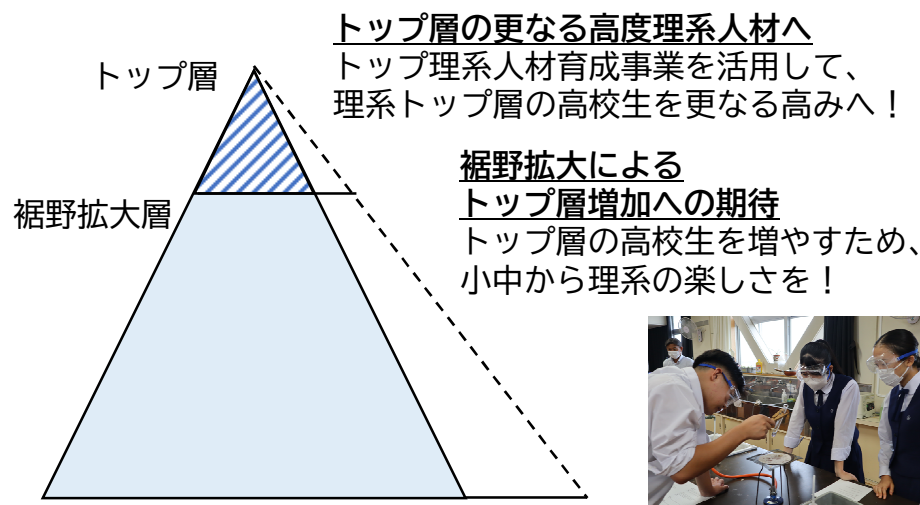 トップ層の更なる高度理系人材へ
トップ理系人材育成事業を活用して、
理系トップ層の高校生を更なる高みへ！
トップ層
裾野拡大による
トップ層増加への期待
トップ層の高校生を増やすため、
小中から理系の楽しさを！
裾野拡大層